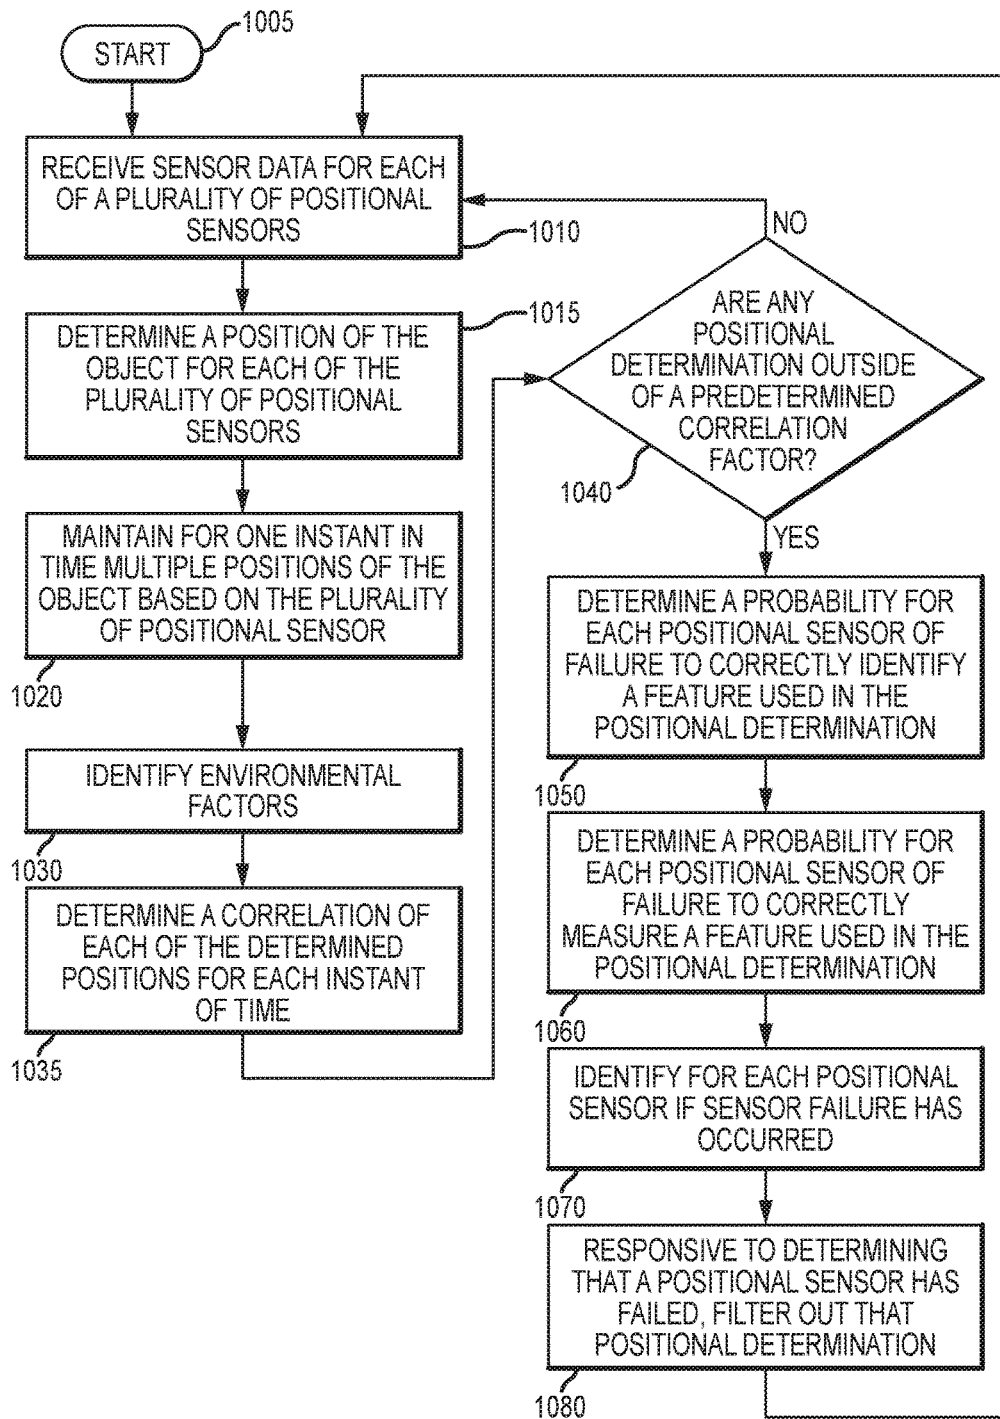 START
1005
RECEIVE SENSOR DATA FOR EACH
OF A PLURALITY OF POSITIONAL
SENSORS
1010
DETERMINE A POSITION OF THE
OBJECT FOR EACH OF THE
PLURALITY OF POSITIONAL
SENSORS
1015
MAINTAIN FOR ONE INSTANT IN
TIME MULTIPLE POSITIONS OF THE
OBJECT BASED ON THE PLURALITY
OF POSITIONAL SENSOR
1020
IDENTIFY ENVIRONMENTAL
FACTORS
1030
DETERMINE A CORRELATION OF
EACH OF THE DETERMINED
POSITIONS FOR EACH INSTANT
OF TIME
1035
NO
ARE ANY
POSITIONAL
DETERMINATION OUTSIDE
OF A PREDETERMINED
CORRELATION
FACTOR?
1040
YES
DETERMINE A PROBABILITY FOR
EACH POSITIONAL SENSOR OF
FAILURE TO CORRECTLY IDENTIFY
A FEATURE USED IN THE
POSITIONAL DETERMINATION
1050
DETERMINE A PROBABILITY FOR
EACH POSITIONAL SENSOR OF
FAILURE TO CORRECTLY
MEASURE A FEATURE USED IN THE
POSITIONAL DETERMINATION
1060
IDENTIFY FOR EACH POSITIONAL
SENSOR IF SENSOR FAILURE HAS
OCCURRED
1070
RESPONSIVE TO DETERMINING
THAT A POSITIONAL SENSOR HAS
FAILED, FILTER OUT THAT
POSITIONAL DETERMINATION
1080